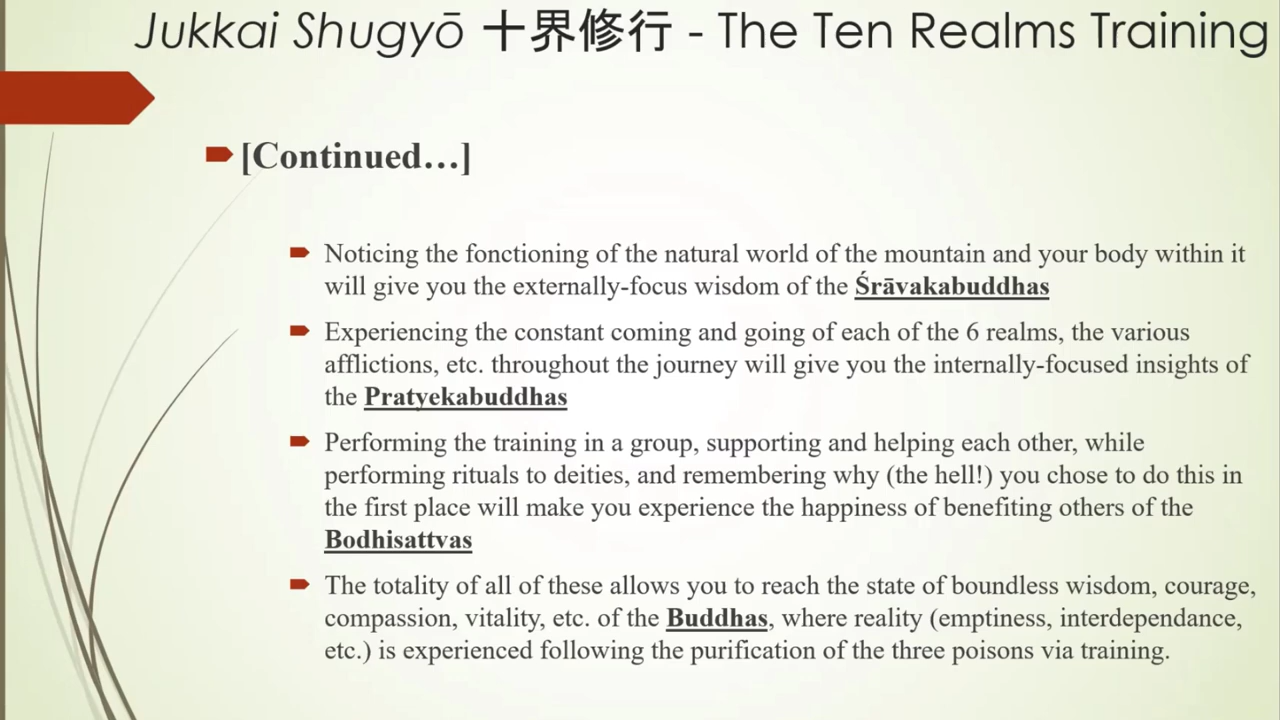 Jukkai Shugyō 十界修行 - The Ten Realms Training
[Continued…]
Noticing the fonctioning of the natural world of the mountain and your body within it
will give you the externally-focus wisdom of the Śrāvakabuddhas
Experiencing the constant coming and going of each of the 6 realms, the various
afflictions, etc. throughout the journey will give you the internally-focused insights of
the Pratyekabuddhas
Performing the training in a group, supporting and helping each other, while
performing rituals to deities, and remembering why (the hell!) you chose to do this in
the first place will make you experience the happiness of benefiting others of the
Bodhisattvas
The totality of all of these allows you to reach the state of boundless wisdom, courage,
compassion, vitality, etc. of the Buddhas, where reality (emptiness, interdependance,
etc.) is experienced following the purification of the three poisons via training.